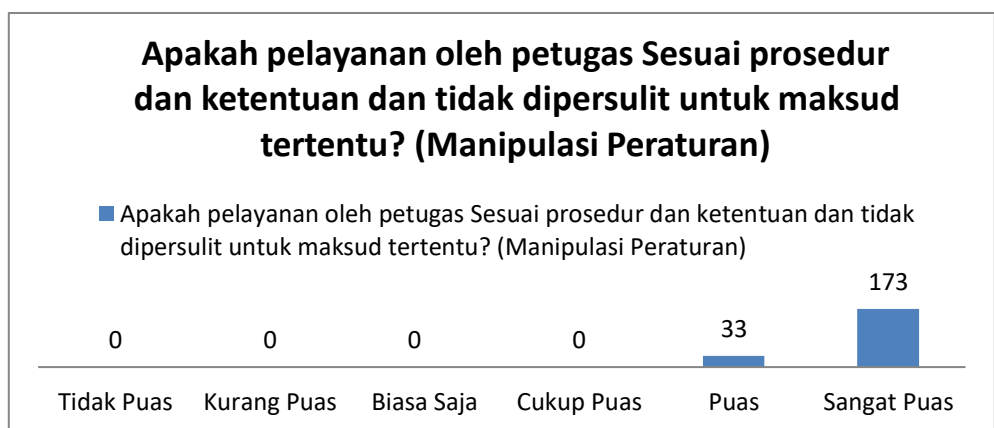 Apakah pelayanan oleh petugas Sesuai prosedur
dan ketentuan dan tidak dipersulit untuk maksud
tertentu? (Manipulasi Peraturan)
Apakah pelayanan oleh petugas Sesuai prosedur dan ketentuan dan tidak
dipersulit untuk maksud tertentu? (Manipulasi Peraturan)
0 0 0 0 33 173
Tidak Puas Kurang Puas Biasa Saja Cukup Puas Puas Sangat Puas